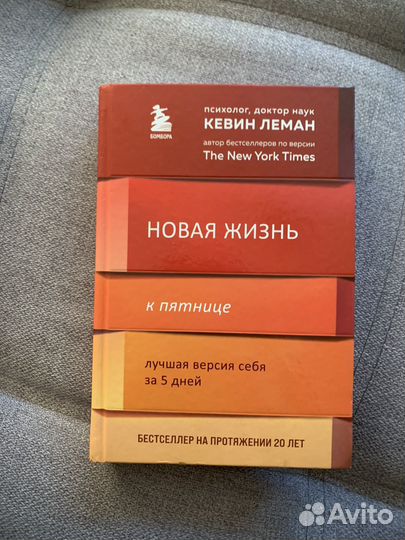 БОМБОРА
психолог, доктор наук
КЕВИН ЛЕМАН
автор бестселлеров по версии
The New York Times
НОВАЯ ЖИЗНЬ
к пятнице
лучшая версия себя
за 5 дней
БЕСТСЕЛЛЕР НА ПРОТЯЖЕНИИ 20 ЛЕТ
Avito